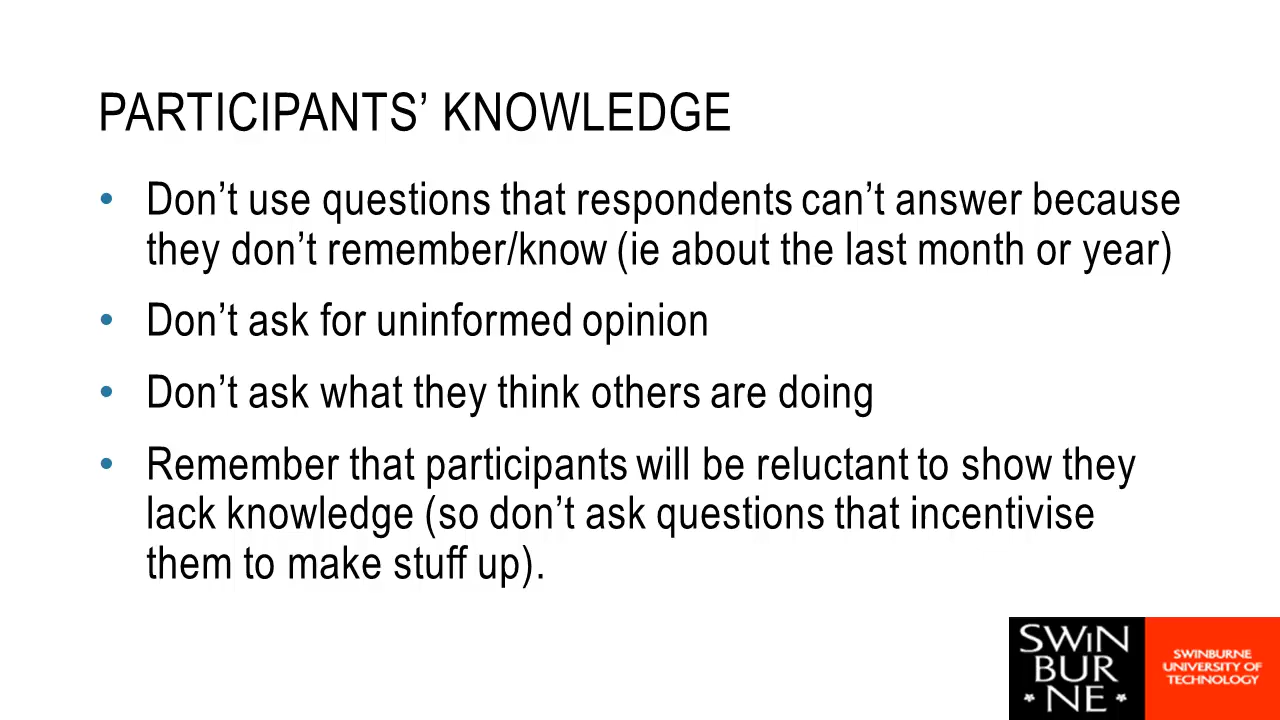 PARTICIPANTS’ KNOWLEDGE
• Don’t use questions that respondents can’t answer because
they don’t remember/know (ie about the last month or year)
• Don’t ask for uninformed opinion
• Don’t ask what they think others are doing
• Remember that participants will be reluctant to show they
lack knowledge (so don’t ask questions that incentivise
them to make stuff up).
SWIN
BUR
* NE *
SWINBURNE
UNIVERSITY OF
TECHNOLOGY